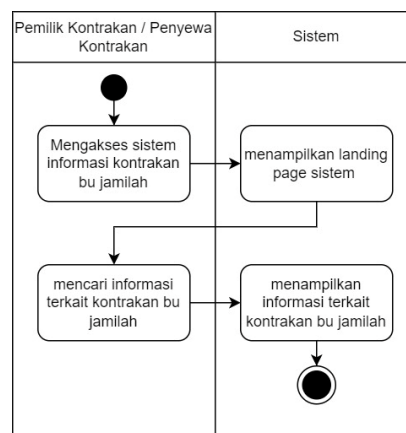 Pemilik Kontrakan / Penyewa
Kontrakan
Sistem
Mengakses sistem
informasi kontrakan
bu jamilah
menampilkan landing
page sistem
mencari informasi
terkait kontrakan bu
jamilah
menampilkan
informasi terkait
kontrakan bu jamilah